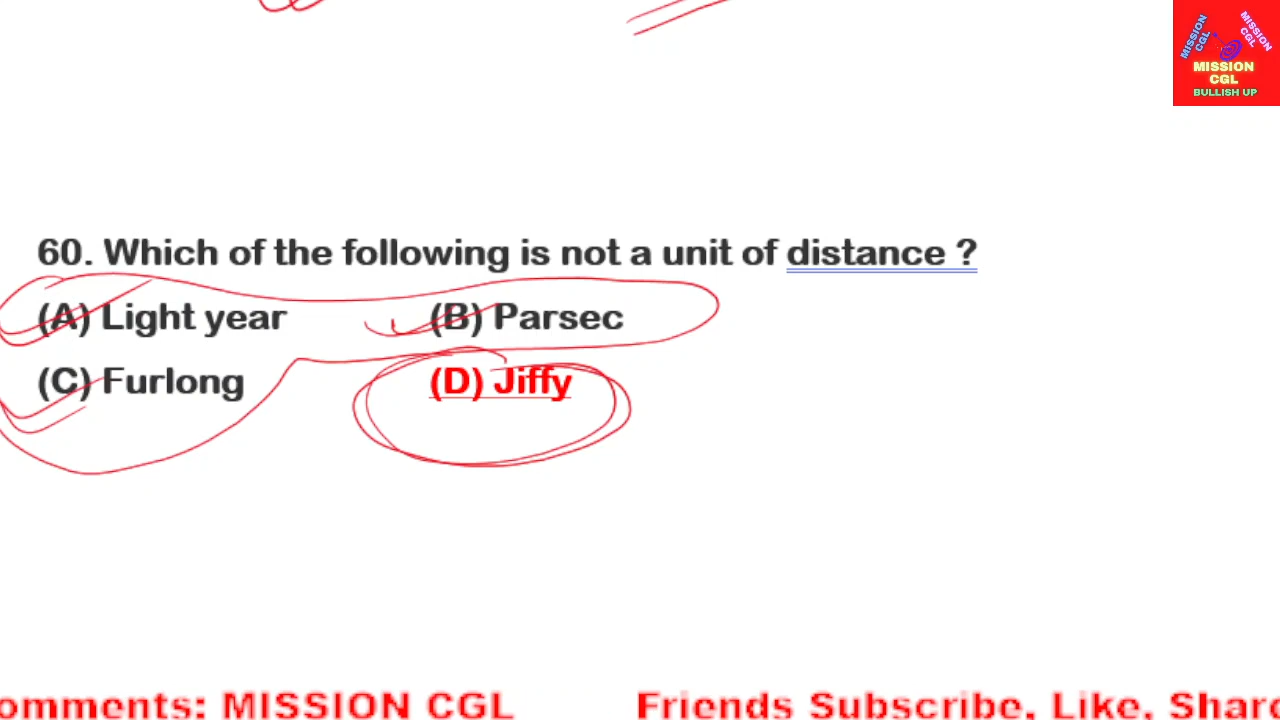 MISSION
CGL
MISSION
CGL
MISSION
CGL
BULLISH UP
60. Which of the following is not a unit of distance ?
(A) Light year (B) Parsec
(C) Furlong (D) Jiffy
omments: MISSION CGL Friends Subscribe, Like, Share